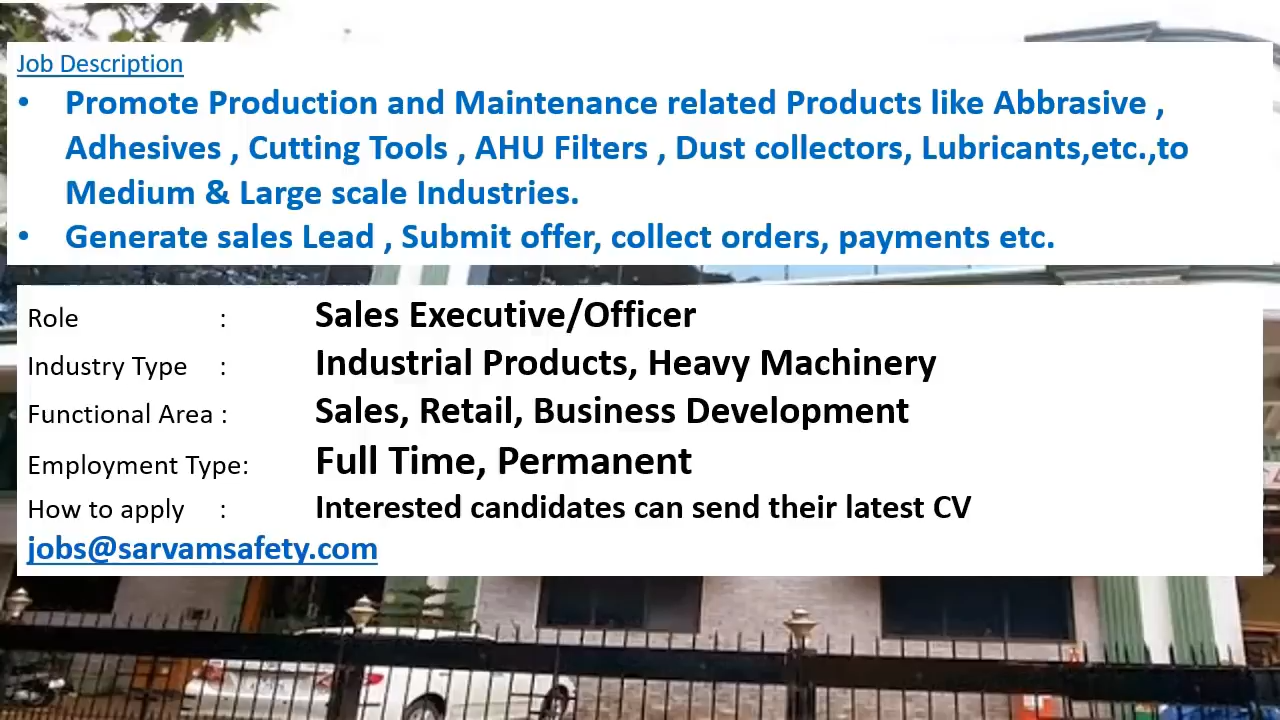 Job Description
• Promote Production and Maintenance related Products like Abbrasive ,
Adhesives , Cutting Tools , AHU Filters , Dust collectors, Lubricants,etc.,to
Medium & Large scale Industries.
• Generate sales Lead , Submit offer, collect orders, payments etc.
Role : Sales Executive/Officer
Industry Type : Industrial Products, Heavy Machinery
Functional Area : Sales, Retail, Business Development
Employment Type: Full Time, Permanent
How to apply : Interested candidates can send their latest CV
jobs@sarvamsafety.com